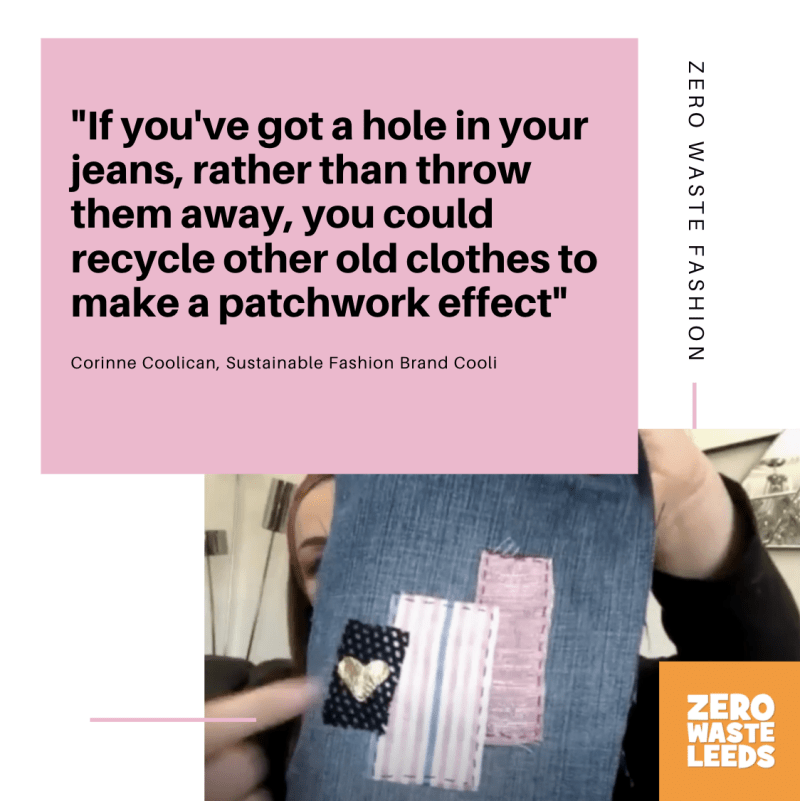 "If you've got a hole in your
jeans, rather than throw
them away, you could
recycle other old clothes to
make a patchwork effect"
Corinne Coolican, Sustainable Fashion Brand Cooli
ZERO WASTE FASHION
ZERO
WASTE
LEEDS